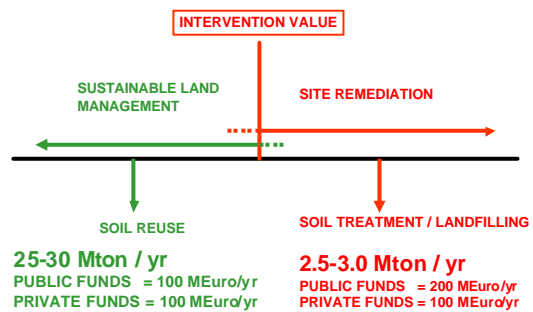 INTERVENTION VALUE
SUSTAINABLE LAND
MANAGEMENT
SITE REMEDIATION
SOIL REUSE
25-30 Mton / yr
PUBLIC FUNDS = 100 MEuro/yr
PRIVATE FUNDS = 100 MEuro/yr
SOIL TREATMENT / LANDFILLING
2.5-3.0 Mton / yr
PUBLIC FUNDS = 200 MEuro/yr
PRIVATE FUNDS = 100 MEuro/yr